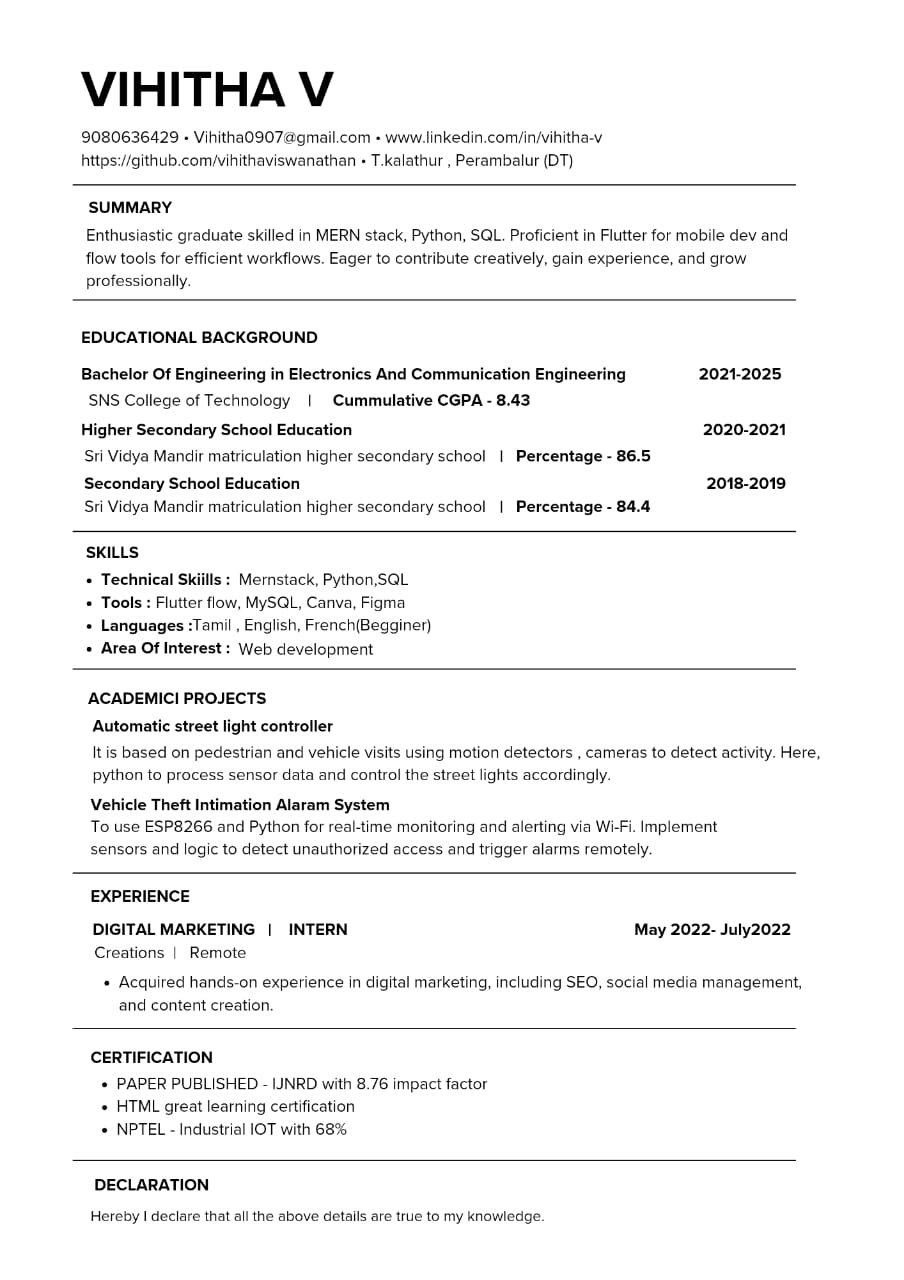 VIHITHA V
9080636429 • Vihitha0907@gmail.com • www.linkedin.com/in/vihitha-v
https://github.com/vihithaviswanathan • T.kalathur , Perambalur (DT)
SUMMARY
Enthusiastic graduate skilled in MERN stack, Python, SQL. Proficient in Flutter for mobile dev and
flow tools for efficient workflows. Eager to contribute creatively, gain experience, and grow
professionally.
EDUCATIONAL BACKGROUND
Bachelor Of Engineering in Electronics And Communication Engineering 2021-2025
SNS College of Technology | Cummulative CGPA - 8.43
Higher Secondary School Education 2020-2021
Sri Vidya Mandir matriculation higher secondary school | Percentage - 86.5
Secondary School Education 2018-2019
Sri Vidya Mandir matriculation higher secondary school | Percentage - 84.4
SKILLS
• Technical Skiills : Mernstack, Python,SQL
• Tools : Flutter flow, MySQL, Canva, Figma
• Languages :Tamil , English, French(Begginer)
• Area Of Interest : Web development
ACADEMICI PROJECTS
Automatic street light controller
It is based on pedestrian and vehicle visits using motion detectors , cameras to detect activity. Here,
python to process sensor data and control the street lights accordingly.
Vehicle Theft Intimation Alaram System
To use ESP8266 and Python for real-time monitoring and alerting via Wi-Fi. Implement
sensors and logic to detect unauthorized access and trigger alarms remotely.
EXPERIENCE
DIGITAL MARKETING | INTERN May 2022- July2022
Creations | Remote
• Acquired hands-on experience in digital marketing, including SEO, social media management,
and content creation.
CERTIFICATION
• PAPER PUBLISHED - IJNRD with 8.76 impact factor
• HTML great learning certification
• NPTEL - Industrial IOT with 68%
DECLARATION
Hereby I declare that all the above details are true to my knowledge.